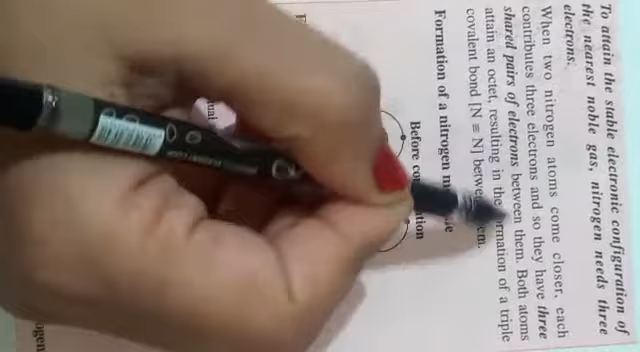 To attain the stable electronic configuration of
the nearest noble gas, nitrogen needs three
electrons.
When two nitrogen atoms come closer, each
contributes three electrons and so they have three
shared pairs of electrons between them. Both atoms
attain an octet, resulting in the formation of a triple
covalent bond [N ≡ N] between them.
Formation of a nitrogen
Before